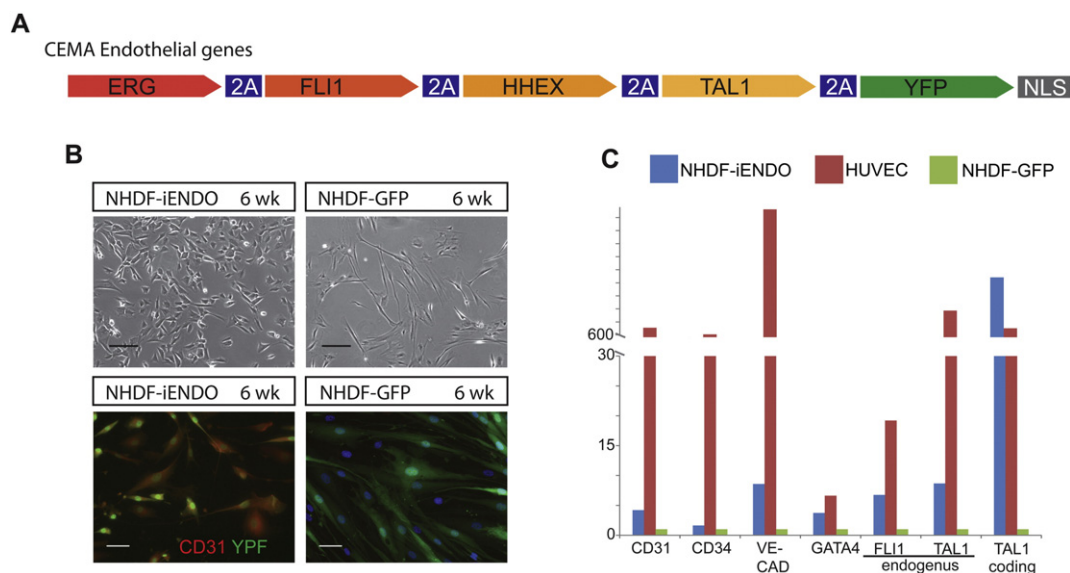 A
CEMA Endothelial genes
ERG 2A FLI1 2A HHEX 2A TAL1 2A YFP NLS
B
NHDF-iENDO 6 wk NHDF-GFP 6 wk
NHDF-iENDO 6 wk NHDF-GFP 6 wk
CD31 YPF
C
NHDF-iENDO HUVEC NHDF-GFP
600
30
15
0
CD31 CD34 VE-CAD GATA4 FLI1 TAL1 TAL1
endogenus coding